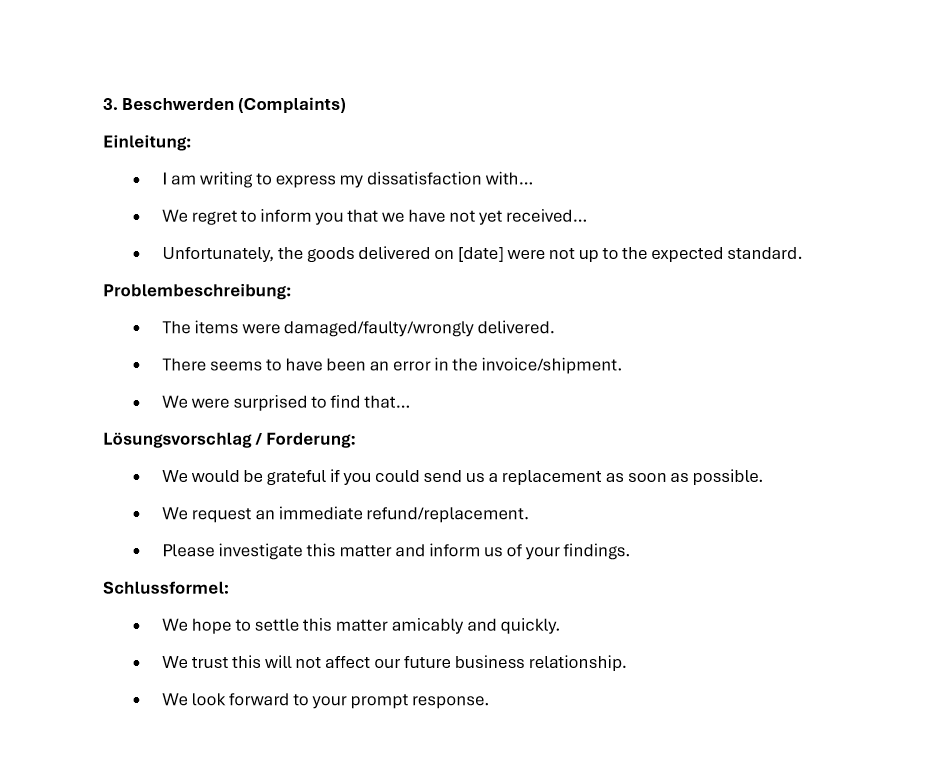 3. Beschwerden (Complaints)
Einleitung:
• I am writing to express my dissatisfaction with…
• We regret to inform you that we have not yet received…
• Unfortunately, the goods delivered on [date] were not up to the expected standard.
Problembeschreibung:
• The items were damaged/faulty/wrongly delivered.
• There seems to have been an error in the invoice/shipment.
• We were surprised to find that…
Lösungsvorschlag / Forderung:
• We would be grateful if you could send us a replacement as soon as possible.
• We request an immediate refund/replacement.
• Please investigate this matter and inform us of your findings.
Schlussformel:
• We hope to settle this matter amicably and quickly.
• We trust this will not affect our future business relationship.
• We look forward to your prompt response.